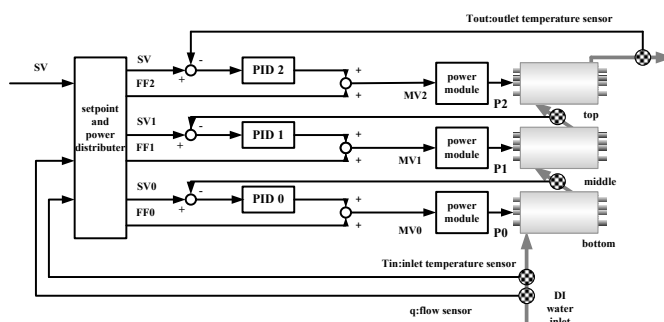 Tout:outlet temperature sensor
SV
SV
FF2
PID 2
MV2
power
module
P2
top
setpoint
and
power
distributer
SV1
FF1
PID 1
MV1
power
module
P1
middle
SV0
FF0
PID 0
MV0
power
module
P0
bottom
Tin:inlet temperature sensor
q:flow sensor
DI
water
inlet